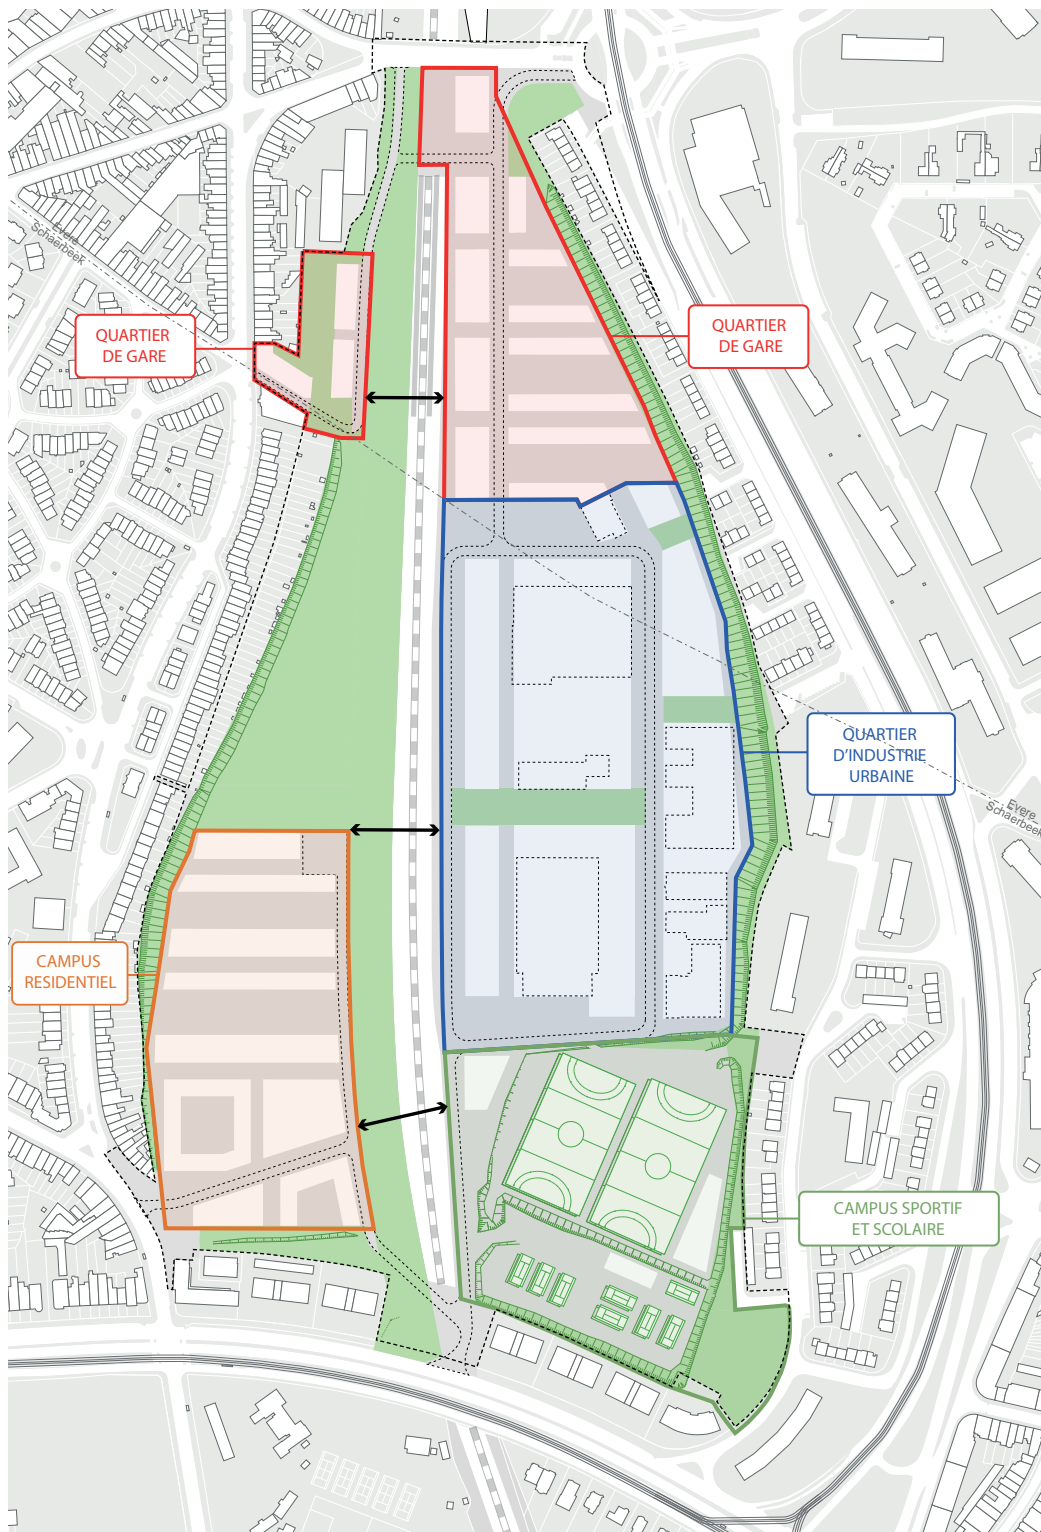 Evere
Schaerbeek
QUARTIER
DE GARE
QUARTIER
DE GARE
QUARTIER
D'INDUSTRIE
URBAINE
Evere
Schaerbeek
CAMPUS
RESIDENTIEL
CAMPUS SPORTIF
ET SCOLAIRE